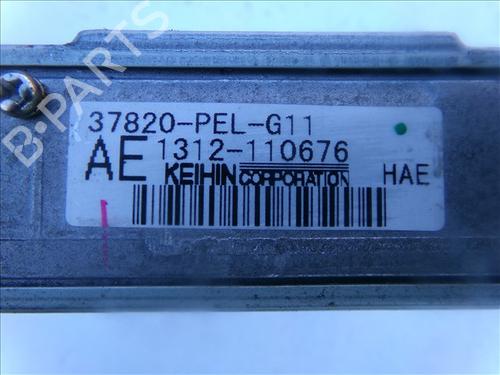 B-PARTS
37820-PEL-G11
AE 1312-110676
KEIHIN CORPORATION HAE